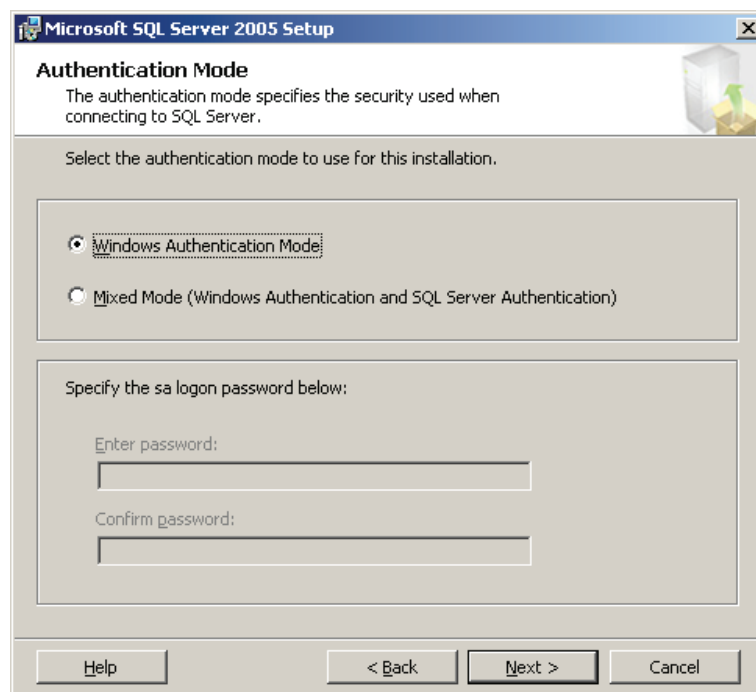 Microsoft SQL Server 2005 Setup
Authentication Mode
The authentication mode specifies the security used when
connecting to SQL Server.
Select the authentication mode to use for this installation.
Windows Authentication Mode
Mixed Mode (Windows Authentication and SQL Server Authentication)
Specify the sa logon password below:
Enter password:
Confirm password:
Help
< Back
Next >
Cancel